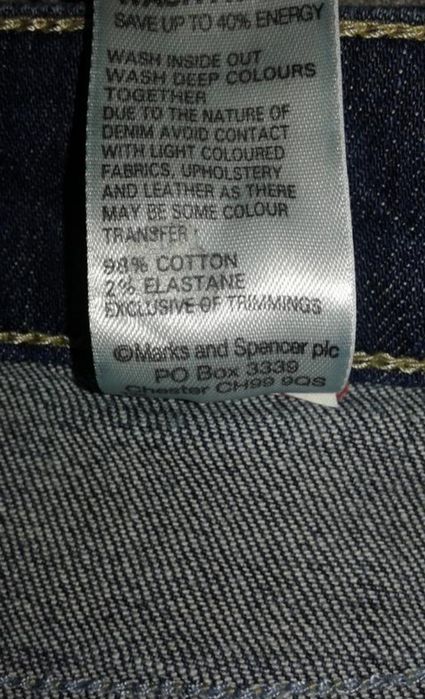 SAVE UP TO 40% ENERGY
WASH INSIDE OUT
WASH DEEP COLOURS
TOGETHER
DUE TO THE NATURE OF
DENIM AVOID CONTACT
WITH LIGHT COLOURED
FABRICS, UPHOLSTERY
AND LEATHER AS THERE
MAY BE SOME COLOUR
TRANSFER
98% COTTON
2% ELASTANE
EXCLUSIVE OF TRIMMINGS
©Marks and Spencer plc
PO Box 3339
Chester CH99 9QS